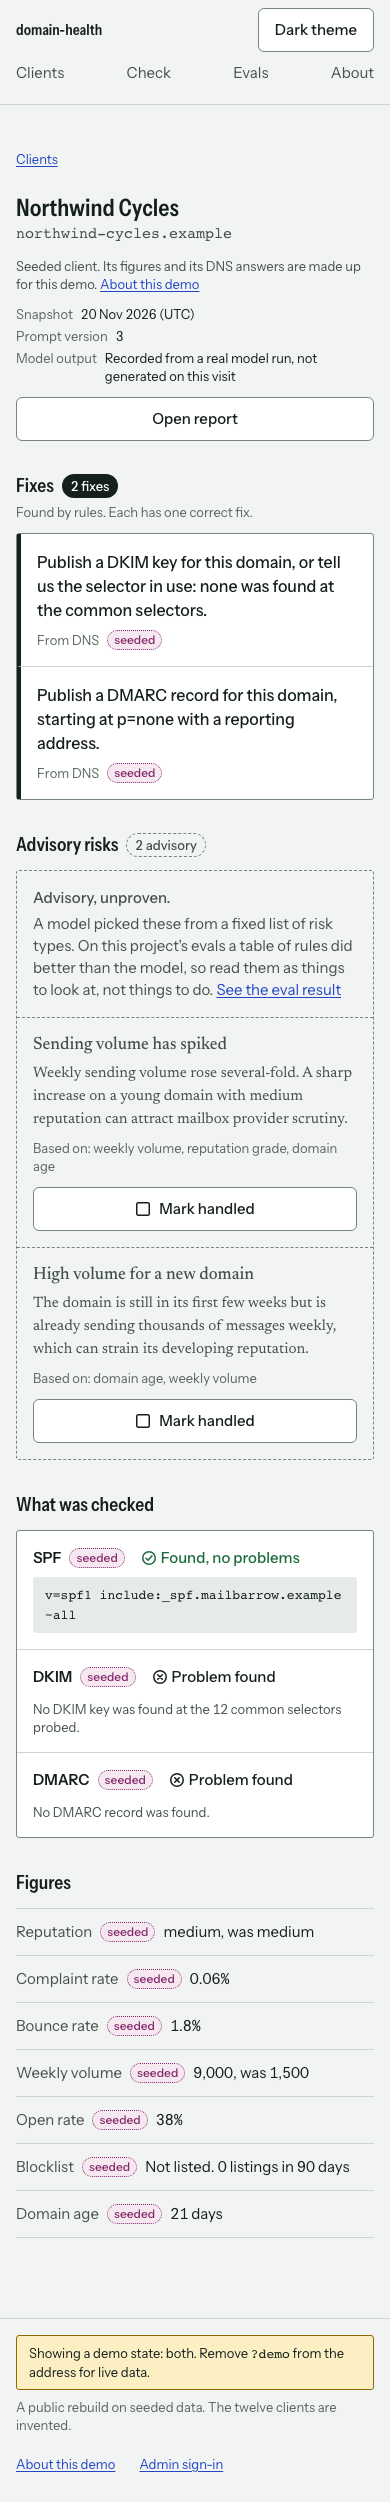 domain-health
Dark theme
Clients
Check
Evals
About
Clients
Northwind Cycles
northwind-cycles.example
Seeded client. Its figures and its DNS answers are made up
for this demo. About this demo
Snapshot 20 Nov 2026 (UTC)
Prompt version 3
Model output Recorded from a real model run, not
generated on this visit
Open report
Fixes 2 fixes
Found by rules. Each has one correct fix.
Publish a DKIM key for this domain, or tell
us the selector in use: none was found at
the common selectors.
From DNS seeded
Publish a DMARC record for this domain,
starting at p=none with a reporting
address.
From DNS seeded
Advisory risks 2 advisory
Advisory, unproven.
A model picked these from a fixed list of risk
types. On this project's evals a table of rules did
better than the model, so read them as things
to look at, not things to do. See the eval result
Sending volume has spiked
Weekly sending volume rose several-fold. A sharp
increase on a young domain with medium
reputation can attract mailbox provider scrutiny.
Based on: weekly volume, reputation grade, domain
age
Mark handled
High volume for a new domain
The domain is still in its first few weeks but is
already sending thousands of messages weekly,
which can strain its developing reputation.
Based on: domain age, weekly volume
Mark handled
What was checked
SPF seeded Found, no problems
v=spf1 include:_spf.mailbarrow.example
~all
DKIM seeded Problem found
No DKIM key was found at the 12 common selectors
probed.
DMARC seeded Problem found
No DMARC record was found.
Figures
Reputation seeded medium, was medium
Complaint rate seeded 0.06%
Bounce rate seeded 1.8%
Weekly volume seeded 9,000, was 1,500
Open rate seeded 38%
Blocklist seeded Not listed. 0 listings in 90 days
Domain age seeded 21 days
Showing a demo state: both. Remove ?demo from the
address for live data.
A public rebuild on seeded data. The twelve clients are
invented.
About this demo
Admin sign-in